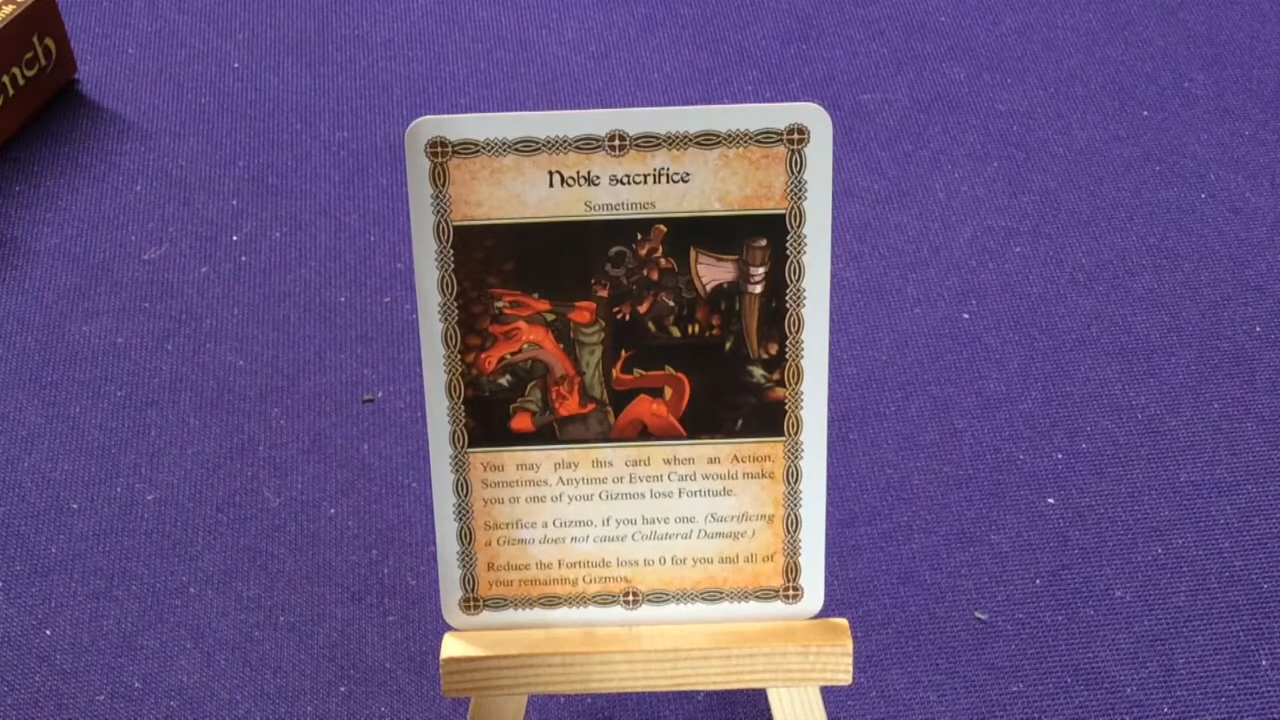 nk
ench
Noble sacrifice
Sometimes
You may play this card when an Action,
Sometimes, Anytime or Event Card would make
you or one of your Gizmos lose Fortitude.
Sacrifice a Gizmo, if you have one. (Sacrificing
a Gizmo does not cause Collateral Damage.)
Reduce the Fortitude loss to 0 for you and all of
your remaining Gizmos.